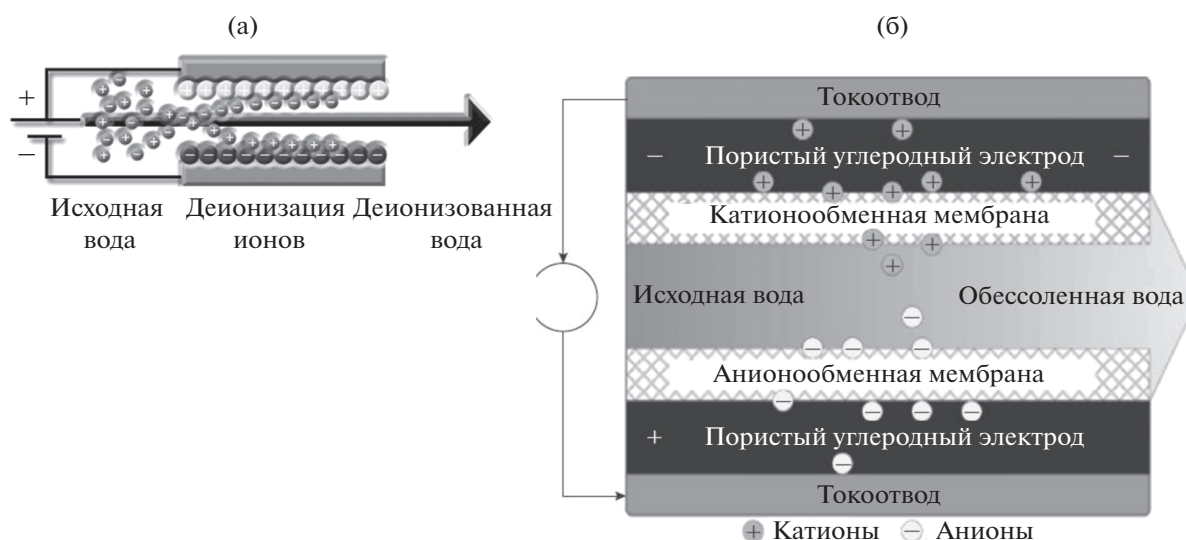 (а)
+
−
Исходная вода
Деионизация ионов
Деионизованная вода
(б)
Токоотвод
− Пористый углеродный электрод −
Катионообменная мембрана
Исходная вода
Обессоленная вода
Анионообменная мембрана
+ Пористый углеродный электрод
Токоотвод
+ Катионы − Анионы